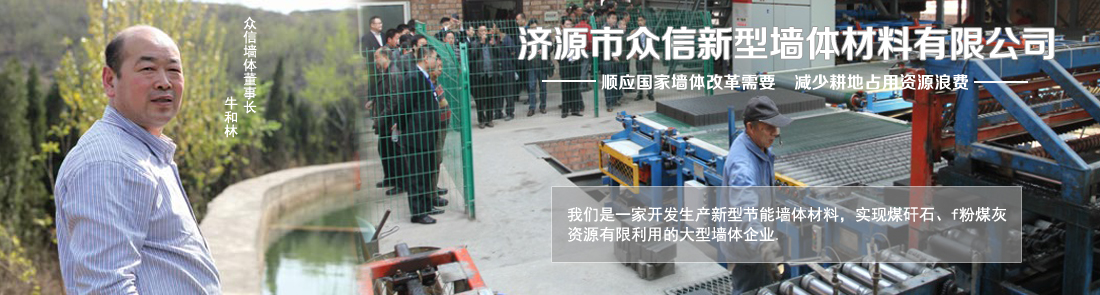 众信墙体董事长
牛和林
济源市众信新型墙体材料有限公司
顺应国家墙体改革需要 减少耕地占用资源浪费
我们是一家开发生产新型节能墙体材料，实现煤矸石、f粉煤灰
资源有限利用的大型墙体企业.